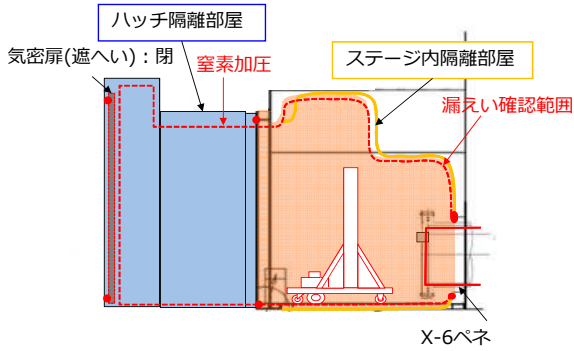 ハッチ隔離部屋
気密扉(遮へい)：閉
窒素加圧
ステージ内隔離部屋
漏えい確認範囲
X-6ペネ